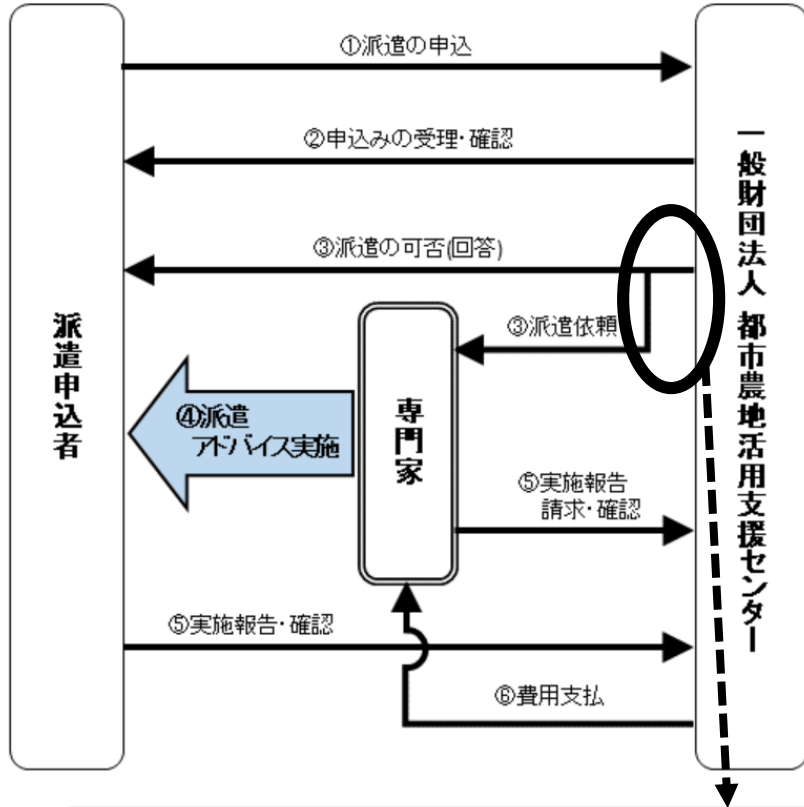 ①派遣の申込
②申込みの受理・確認
③派遣の可否(回答)
③派遣依頼
派遣申込者
専門家
一般財団法人 都市農地活用支援センター
④派遣
アドバイス実施
⑤実施報告
請求・確認
⑤実施報告・確認
⑥費用支払